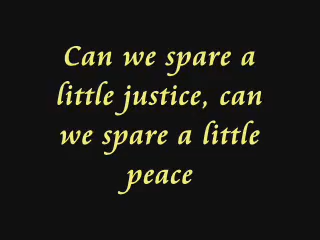 Can we spare a
little justice, can
we spare a little
peace